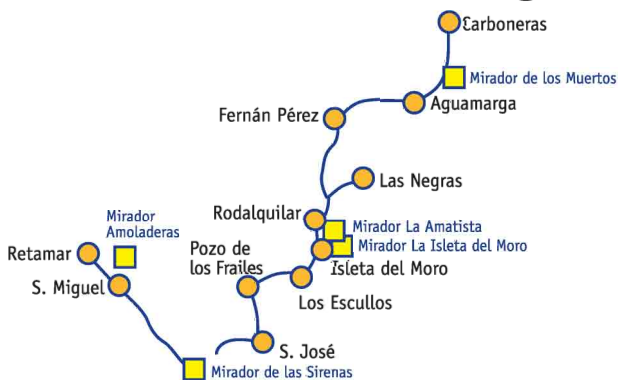 Carboneras
Mirador de los Muertos
Aguamarga
Fernán Pérez
Las Negras
Rodalquilar
Mirador La Amatista
Mirador La Isleta del Moro
Isleta del Moro
Mirador
Amoladeras
Retamar
Pozo de
los Frailes
S. Miguel
Los Escullos
S. José
Mirador de las Sirenas